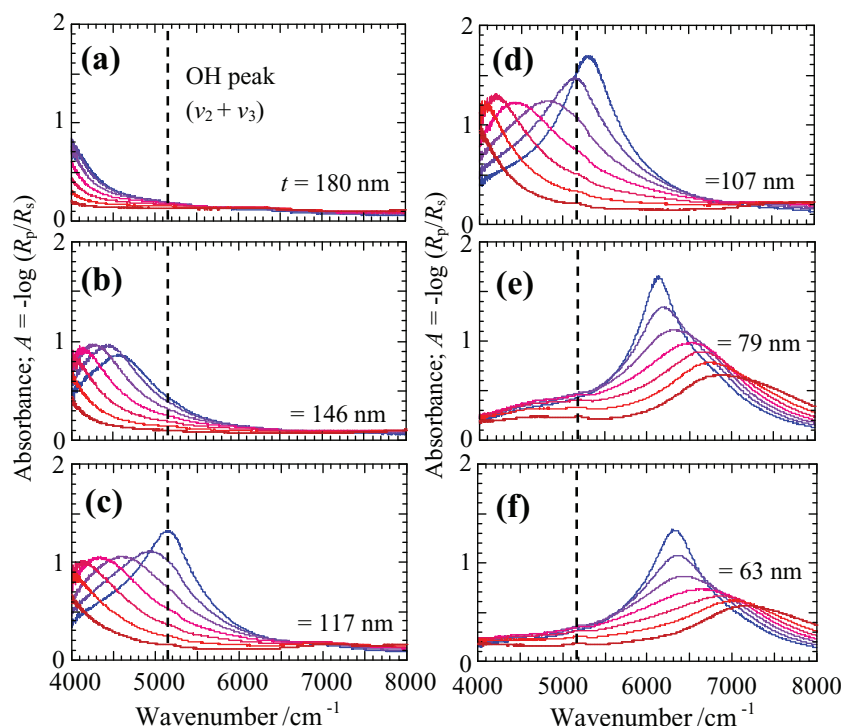 (a)
OH peak
(ν2 + ν3)
t = 180 nm
2
1
0
(b)
= 146 nm
2
1
0
(c)
= 117 nm
2
1
0
4000 5000 6000 7000 8000
Wavenumber /cm-1
Absorbance; A = -log (Rp/Rs)
(d)
=107 nm
2
1
0
(e)
= 79 nm
2
1
0
(f)
= 63 nm
2
1
0
4000 5000 6000 7000 8000
Wavenumber /cm-1
Absorbance; A = -log (Rp/Rs)